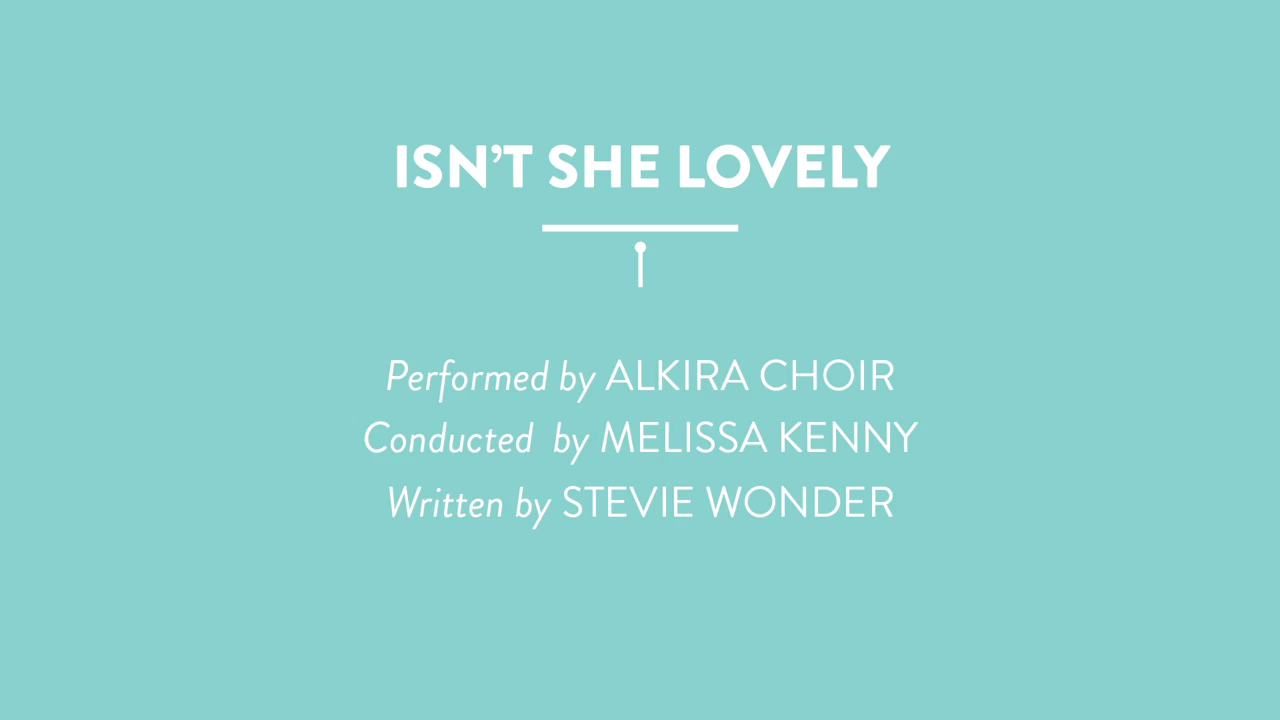 ISN’T SHE LOVELY
Performed by ALKIRA CHOIR
Conducted by MELISSA KENNY
Written by STEVIE WONDER